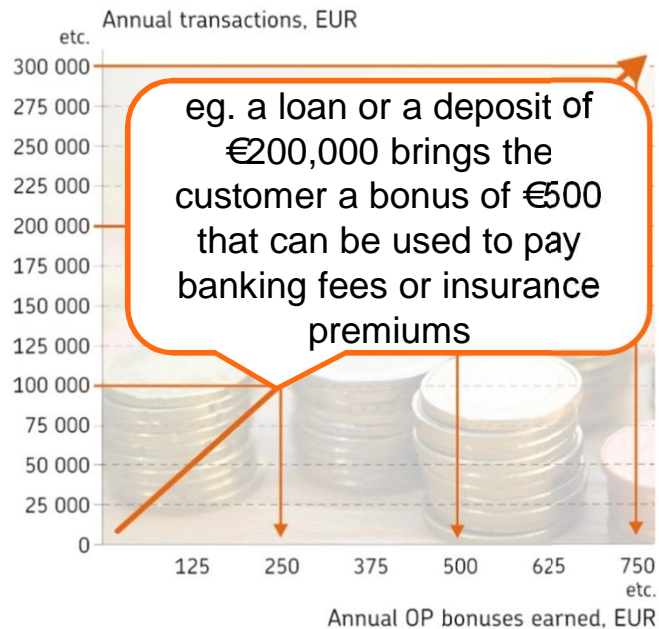 Annual transactions, EUR
etc.
300 000
275 000
250 000
225 000
200 000
175 000
150 000
125 000
100 000
75 000
50 000
25 000
0
eg. a loan or a deposit of
€200,000 brings the
customer a bonus of €500
that can be used to pay
banking fees or insurance
premiums
125 250 375 500 625 750
etc.
Annual OP bonuses earned, EUR